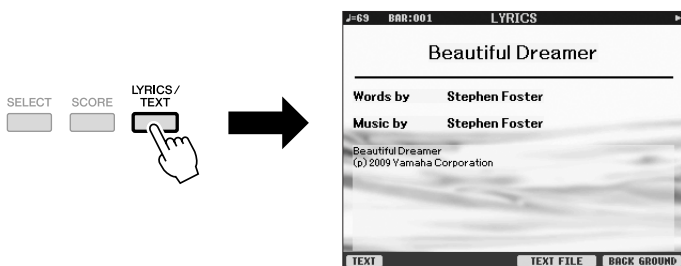 SELECT
SCORE
LYRICS/
TEXT
♩=69 BAR:001 LYRICS
Beautiful Dreamer
Words by Stephen Foster
Music by Stephen Foster
Beautiful Dreamer
(p) 2009 Yamaha Corporation
TEXT TEXT FILE BACK GROUND